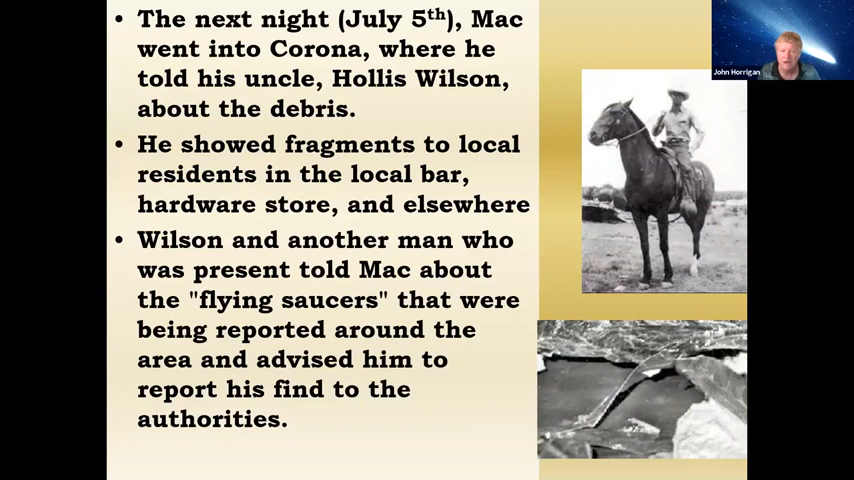 • The next night (July 5th), Mac
went into Corona, where he
told his uncle, Hollis Wilson,
about the debris.
• He showed fragments to local
residents in the local bar,
hardware store, and elsewhere
• Wilson and another man who
was present told Mac about
the "flying saucers" that were
being reported around the
area and advised him to
report his find to the
authorities.
John Horrigan